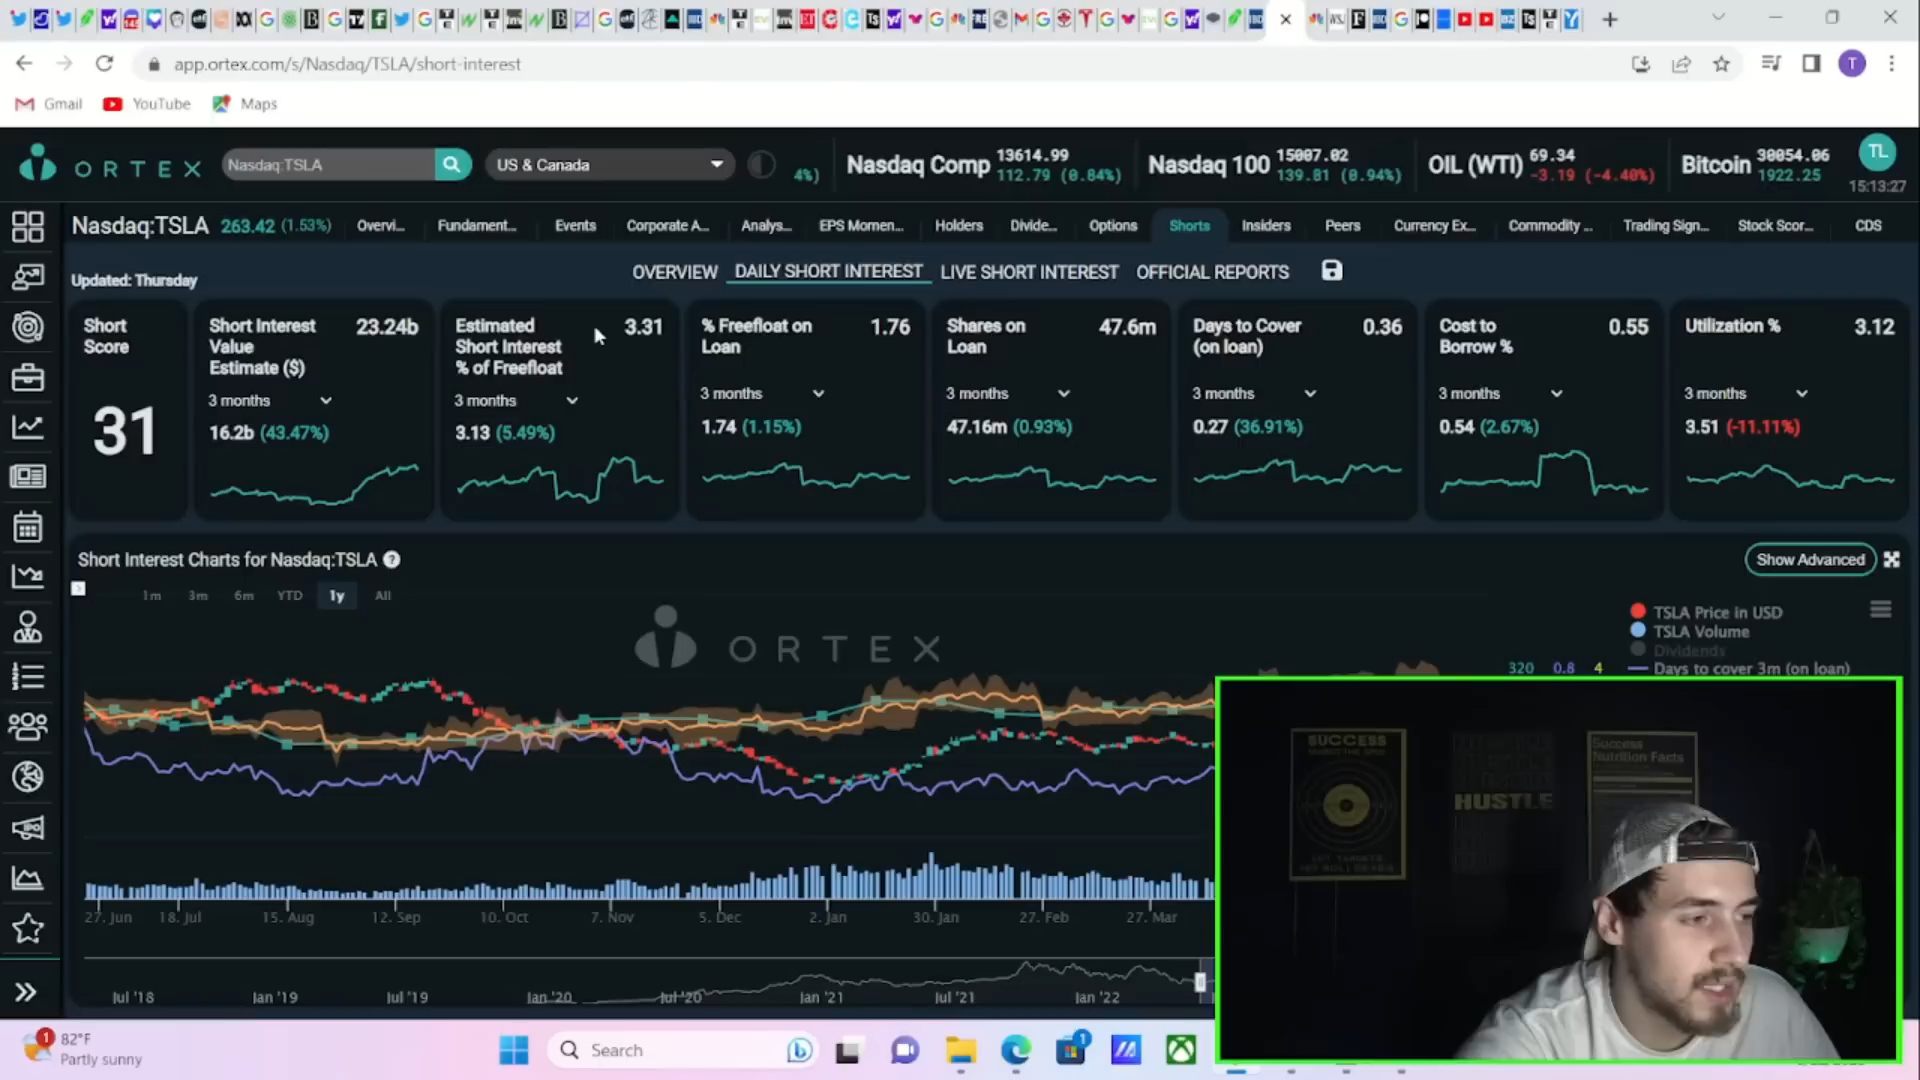 app.ortex.com/s/Nasdaq/TSLA/short-interest
T
Gmail YouTube Maps
ORTEX Nasdaq:TSLA US & Canada 4%) Nasdaq Comp 13614.99 112.79 (0.84%) Nasdaq 100 15007.02 139.81 (0.94%) OIL (WTI) 69.34 -3.19 (-4.40%) Bitcoin 30054.06 1922.25 TL 15:13:27
Nasdaq:TSLA 263.42 (1.53%) Overvi... Fundament... Events Corporate A... Analys... EPS Momen... Holders Divide... Options Shorts Insiders Peers Currency Ex... Commodity ... Trading Sign... Stock Scor... CDS
Updated: Thursday OVERVIEW DAILY SHORT INTEREST LIVE SHORT INTEREST OFFICIAL REPORTS
Short Score
31
Short Interest Value Estimate ($) 23.24b
3 months
16.2b (43.47%)
Estimated Short Interest % of Freefloat 3.31
3 months
3.13 (5.49%)
% Freefloat on Loan 1.76
3 months
1.74 (1.15%)
Shares on Loan 47.6m
3 months
47.16m (0.93%)
Days to Cover (on loan) 0.36
3 months
0.27 (36.91%)
Cost to Borrow % 0.55
3 months
0.54 (2.67%)
Utilization % 3.12
3 months
3.51 (-11.11%)
Short Interest Charts for Nasdaq:TSLA ? Show Advanced
1m 3m 6m YTD 1y All
ORTEX
TSLA Price in USD
TSLA Volume
Dividends
320 0.8 4 Days to cover 3m (on loan)
27. Jun 18. Jul 15. Aug 12. Sep 10. Oct 7. Nov 5. Dec 2. Jan 30. Jan 27. Feb 27. Mar
Jul '18 Jan '19 Jul '19 Jan '20 Jul '20 Jan '21 Jul '21 Jan '22
SUCCESS
HUSTLE
Success
Nutrition Facts
1 82°F
Partly sunny
Search
1